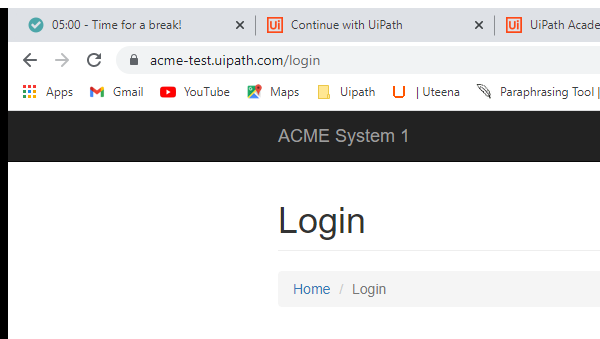 05:00 - Time for a break!
Ui Continue with UiPath
Ui UiPath Acade
acme-test.uipath.com/login
Apps Gmail YouTube Maps Uipath | Uteena Paraphrasing Tool |
ACME System 1
Login
Home / Login